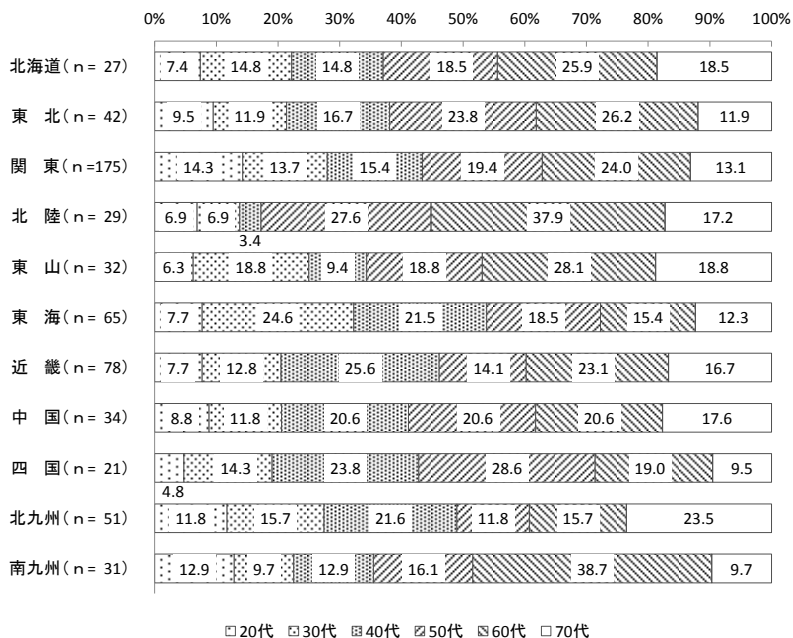 0% 10% 20% 30% 40% 50% 60% 70% 80% 90% 100%
北海道(n= 27) 7.4 14.8 14.8 18.5 25.9 18.5
東 北(n= 42) 9.5 11.9 16.7 23.8 26.2 11.9
関 東(n=175) 14.3 13.7 15.4 19.4 24.0 13.1
北 陸(n= 29) 6.9 6.9 27.6 37.9 17.2
3.4
東 山(n= 32) 6.3 18.8 9.4 18.8 28.1 18.8
東 海(n= 65) 7.7 24.6 21.5 18.5 15.4 12.3
近 畿(n= 78) 7.7 12.8 25.6 14.1 23.1 16.7
中 国(n= 34) 8.8 11.8 20.6 20.6 20.6 17.6
四 国(n= 21) 14.3 23.8 28.6 19.0 9.5
4.8
北九州(n= 51) 11.8 15.7 21.6 11.8 15.7 23.5
南九州(n= 31) 12.9 9.7 12.9 16.1 38.7 9.7
20代 30代 40代 50代 60代 70代